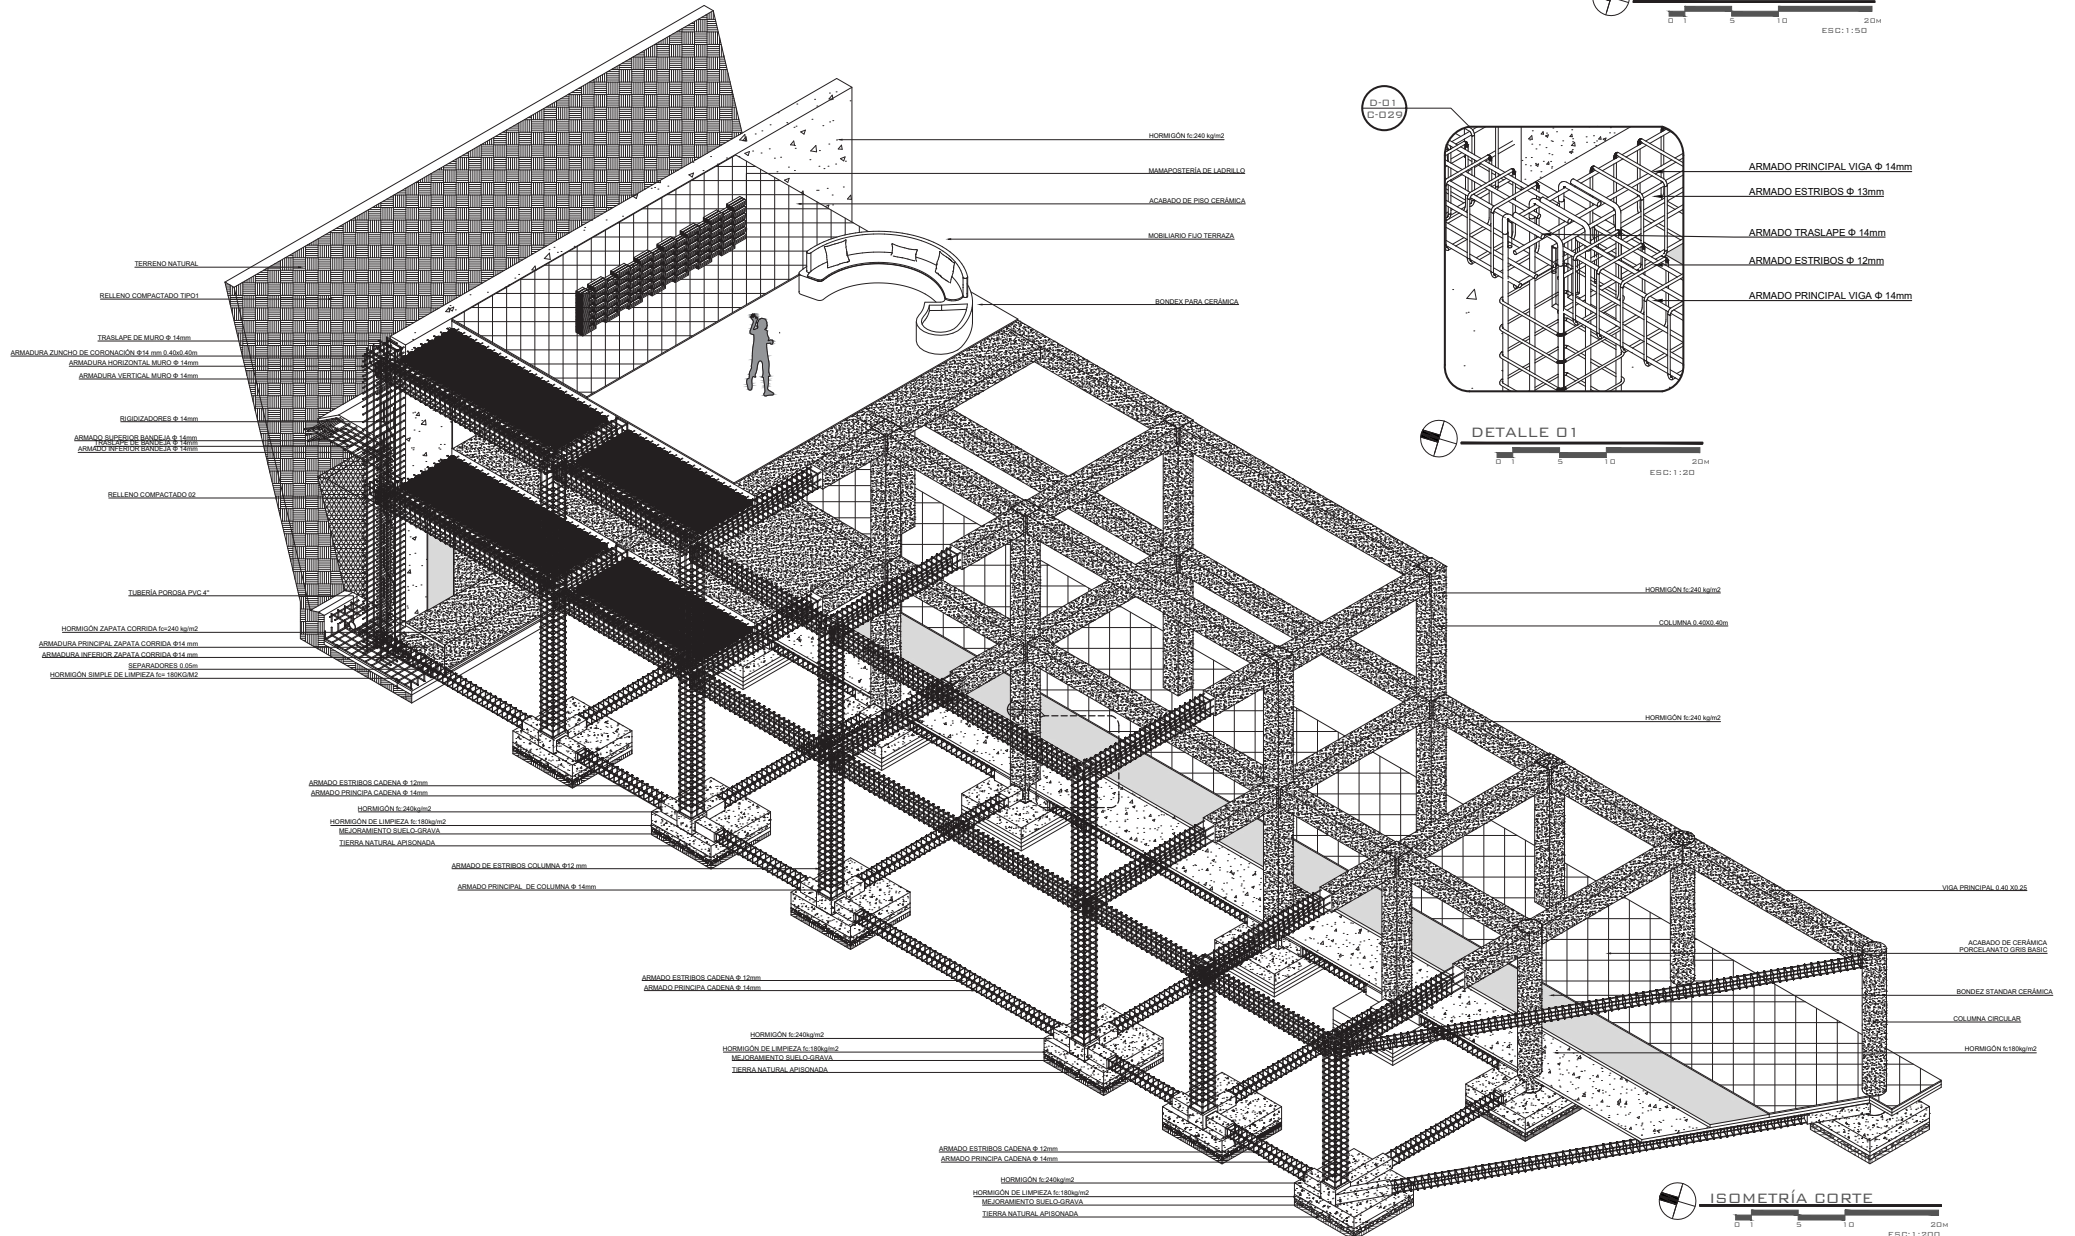 0 1 5 10 20M
ESC:1:50
D-01
C-029
ARMADO PRINCIPAL VIGA Φ 14mm
ARMADO ESTRIBOS Φ 13mm
ARMADO TRASLAPE Φ 14mm
ARMADO ESTRIBOS Φ 12mm
ARMADO PRINCIPAL VIGA Φ 14mm
DETALLE 01
0 1 5 10 20M
ESC:1:20
HORMIGÓN fc:240 kg/m2
MAMAPOSTERÍA DE LADRILLO
ACABADO DE PISO CERÁMICA
MOBILIARIO FIJO TERRAZA
BONDEX PARA CERÁMICA
TERRENO NATURAL
RELLENO COMPACTADO TIPO1
TRASLAPE DE MURO Φ 14mm
ARMADURA ZUNCHO DE CORONACIÓN Φ14 mm 0.40x0.40m
ARMADURA HORIZONTAL MURO Φ 14mm
ARMADURA VERTICAL MURO Φ 14mm
RIGIDIZADORES Φ 14mm
ARMADO SUPERIOR BANDEJA Φ 14mm
TRASLAPE DE BANDEJA Φ 14mm
ARMADO INFERIOR BANDEJA Φ 14mm
RELLENO COMPACTADO 02
TUBERÍA POROSA PVC 4"
HORMIGÓN ZAPATA CORRIDA fc=240 kg/m2
ARMADURA PRINCIPAL ZAPATA CORRIDA Φ14 mm
ARMADURA INFERIOR ZAPATA CORRIDA Φ14 mm
SEPARADORES 0.05m
HORMIGÓN SIMPLE DE LIMPIEZA fc= 180KG/M2
HORMIGÓN fc:240 kg/m2
COLUMNA 0.40X0.40m
HORMIGÓN fc:240 kg/m2
ARMADO ESTRIBOS CADENA Φ 12mm
ARMADO PRINCIPA CADENA Φ 14mm
HORMIGÓN fc:240kg/m2
HORMIGÓN DE LIMPIEZA fc:180kg/m2
MEJORAMIENTO SUELO-GRAVA
TIERRA NATURAL APISONADA
ARMADO DE ESTRIBOS COLUMNA Φ12 mm
ARMADO PRINCIPAL DE COLUMNA Φ 14mm
VIGA PRINCIPAL 0.40 X0.25
ACABADO DE CERÁMICA
PORCELANATO GRIS BASIC
BONDEZ STANDAR CERÁMICA
COLUMNA CIRCULAR
HORMIGÓN fc180kg/m2
ARMADO ESTRIBOS CADENA Φ 12mm
ARMADO PRINCIPA CADENA Φ 14mm
HORMIGÓN fc:240kg/m2
HORMIGÓN DE LIMPIEZA fc:180kg/m2
MEJORAMIENTO SUELO-GRAVA
TIERRA NATURAL APISONADA
ARMADO ESTRIBOS CADENA Φ 12mm
ARMADO PRINCIPA CADENA Φ 14mm
HORMIGÓN fc:240kg/m2
HORMIGÓN DE LIMPIEZA fc:180kg/m2
MEJORAMIENTO SUELO-GRAVA
TIERRA NATURAL APISONADA
ISOMETRÍA CORTE
0 1 5 10 20M
ESC:1:200